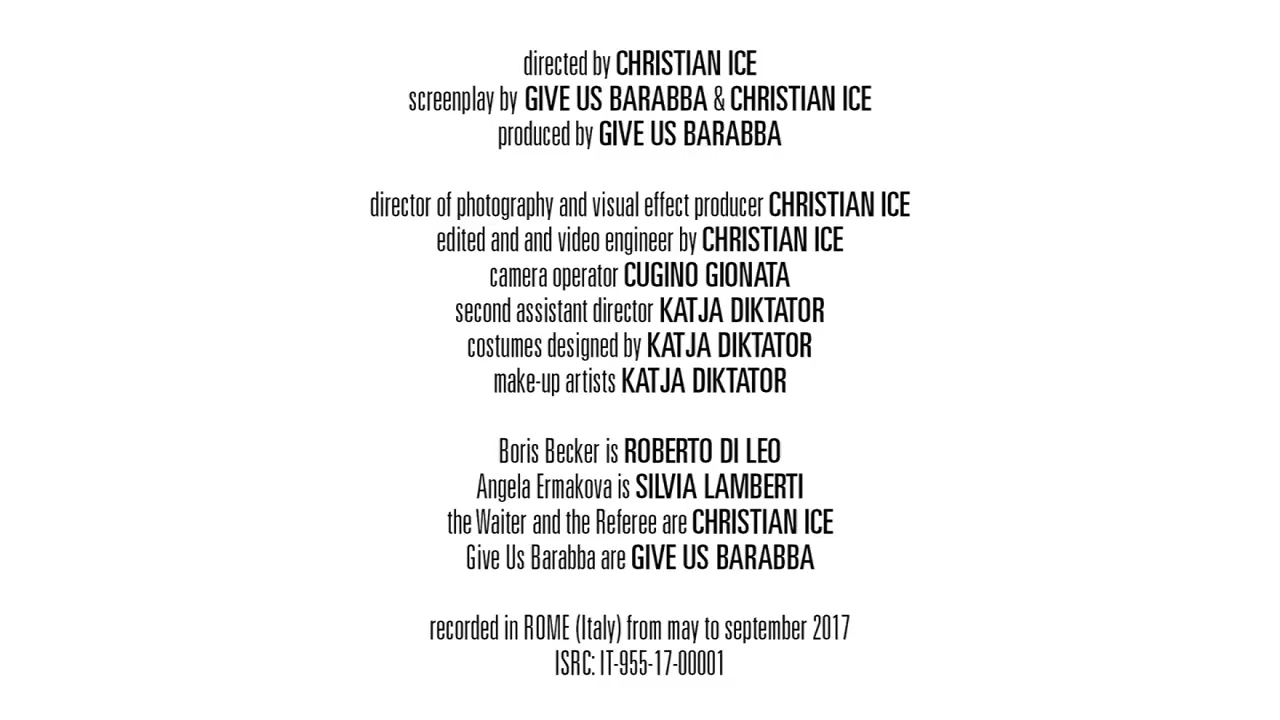 directed by CHRISTIAN ICE
screenplay by GIVE US BARABBA & CHRISTIAN ICE
produced by GIVE US BARABBA
director of photography and visual effect producer CHRISTIAN ICE
edited and and video engineer by CHRISTIAN ICE
camera operator CUGINO GIONATA
second assistant director KATJA DIKTATOR
costumes designed by KATJA DIKTATOR
make-up artists KATJA DIKTATOR
Boris Becker is ROBERTO DI LEO
Angela Ermakova is SILVIA LAMBERTI
the Waiter and the Referee are CHRISTIAN ICE
Give Us Barabba are GIVE US BARABBA
recorded in ROME (Italy) from may to september 2017
ISRC: IT-955-17-00001